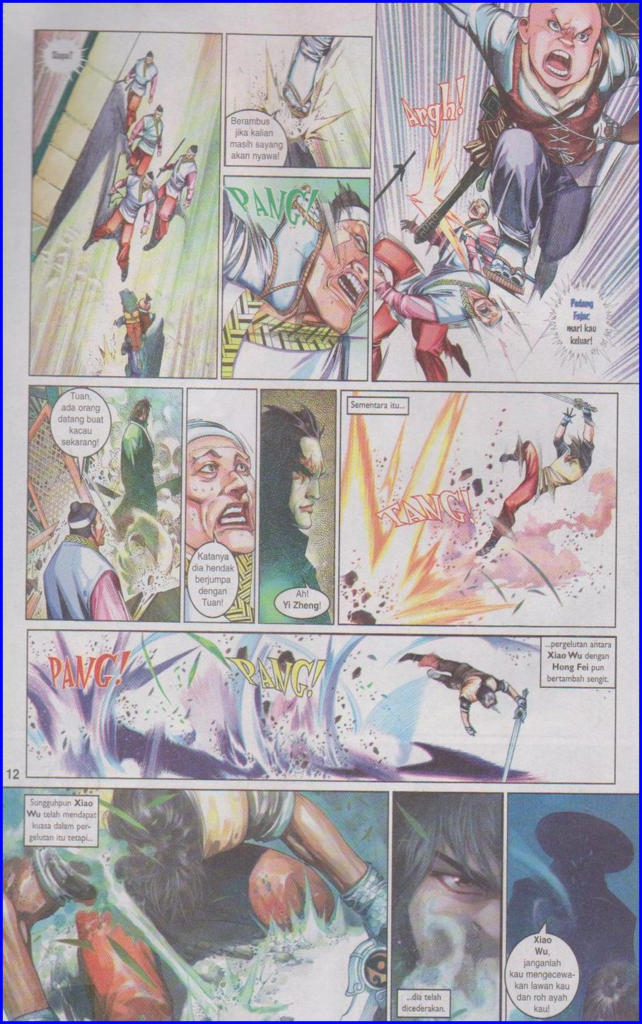 Siapa?
Berambus
jika kalian
masih sayang
akan nyawa!
PANG!
Argh!
Padang
Fajar,
mari kau
keluar!
Tuan,
ada orang
datang buat
kacau
sekarang!
Katanya
dia hendak
berjumpa
dengan
Tuan!
Ah!
Yi Zheng!
Sementara itu...
TANG!
PANG!
PANG!
...pergelutan antara
Xiao Wu dengan
Hong Fei pun
bertambah sengit.
12
Sungguhpun Xiao
Wu telah mendapat
kuasa dalam per-
gelutan itu tetapi...
...dia telah
dicederakan.
Xiao
Wu,
janganlah
kau mengecewa-
kan lawan kau
dan roh ayah
kau!